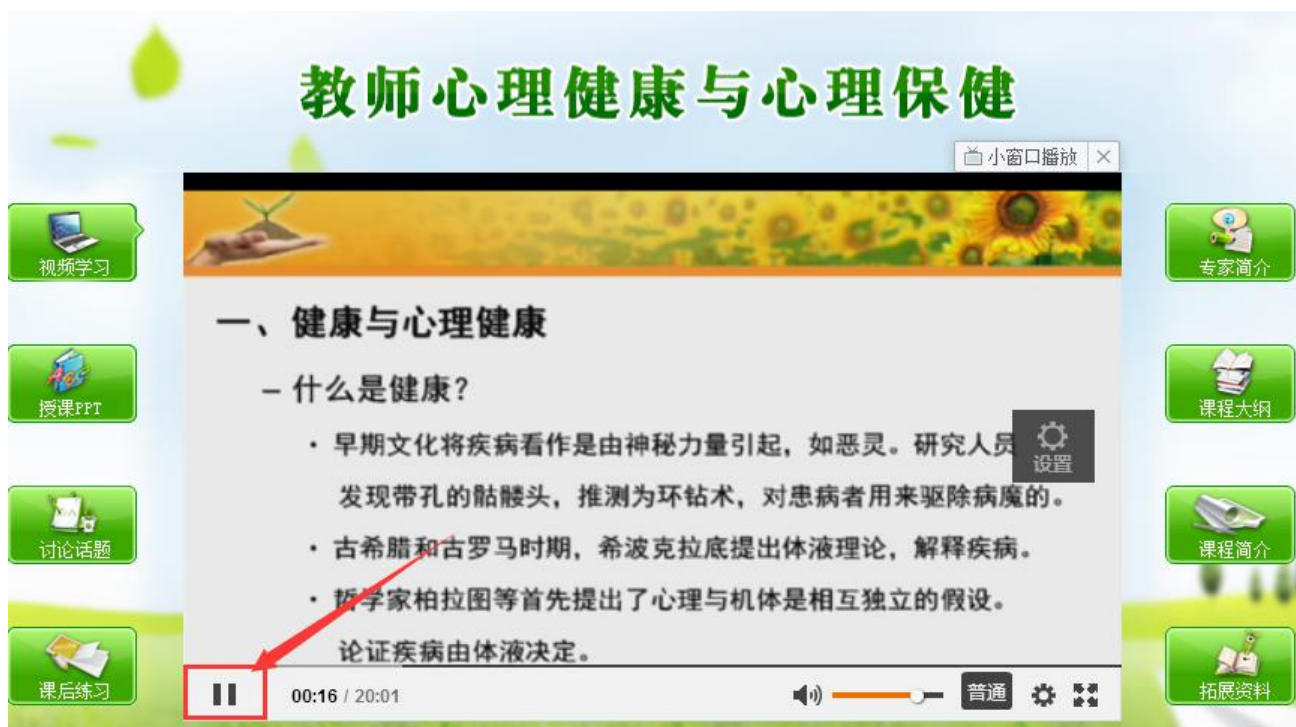 教师心理健康与心理保健
小窗口播放 ×
视频学习
授课PPT
讨论话题
课后练习
一、健康与心理健康
– 什么是健康？
· 早期文化将疾病看作是由神秘力量引起，如恶灵。研究人员
发现带孔的骷髅头，推测为环钻术，对患病者用来驱除病魔的。
· 古希腊和古罗马时期，希波克拉底提出体液理论，解释疾病。
· 哲学家柏拉图等首先提出了心理与机体是相互独立的假设。
论证疾病由体液决定。
设置
00:16 / 20:01
普通
专家简介
课程大纲
课程简介
拓展资料